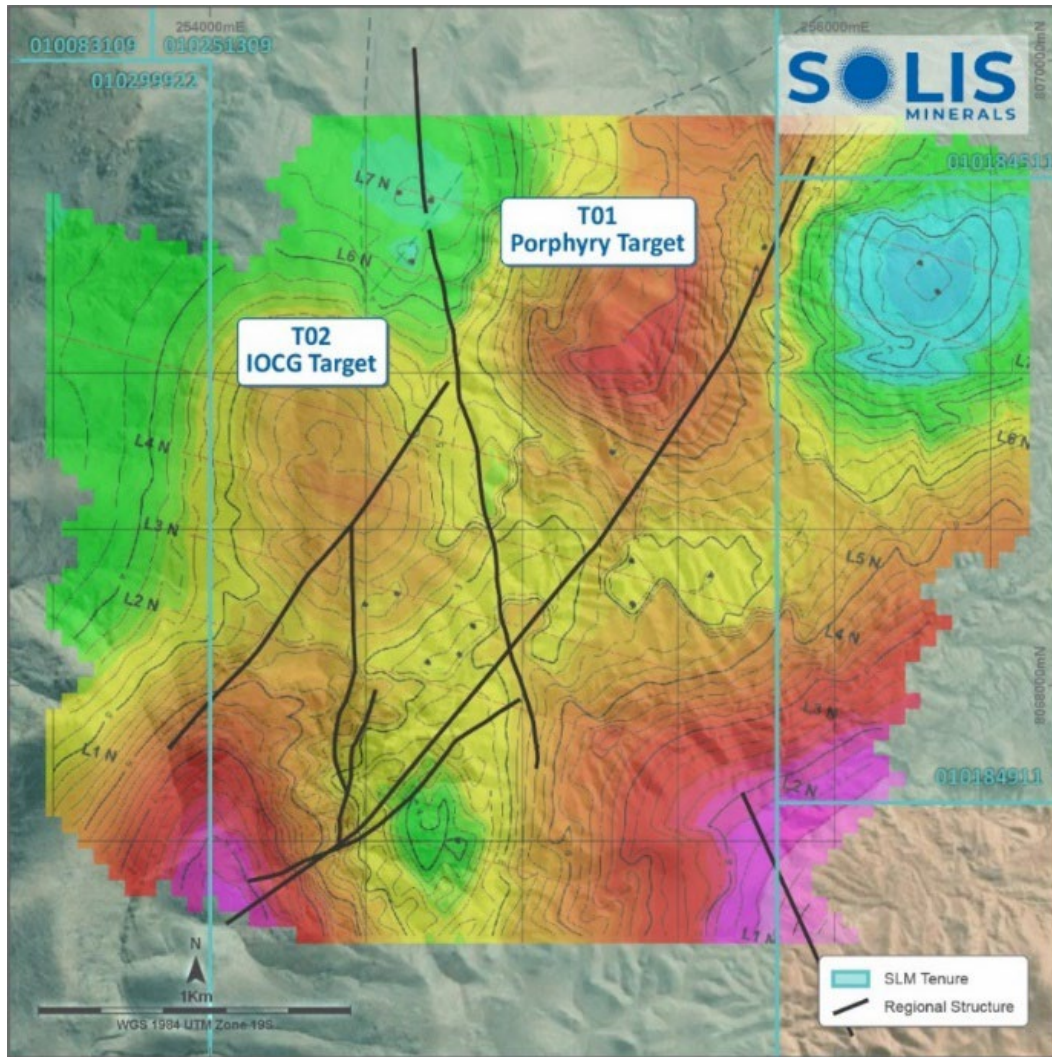 254000mE
256000mE
010083109
010251309
010299922
8070000mN
SOLIS
MINERALS
010184511
L7 N
L6 N
T01
Porphyry Target
T02
IOCG Target
L4 N
L3 N
L2 N
L1 N
L6 N
L5 N
L4 N
L3 N
L2 N
L1 N
8068000mN
010184911
N
1Km
WGS 1984 UTM Zone 19S
SLM Tenure
Regional Structure